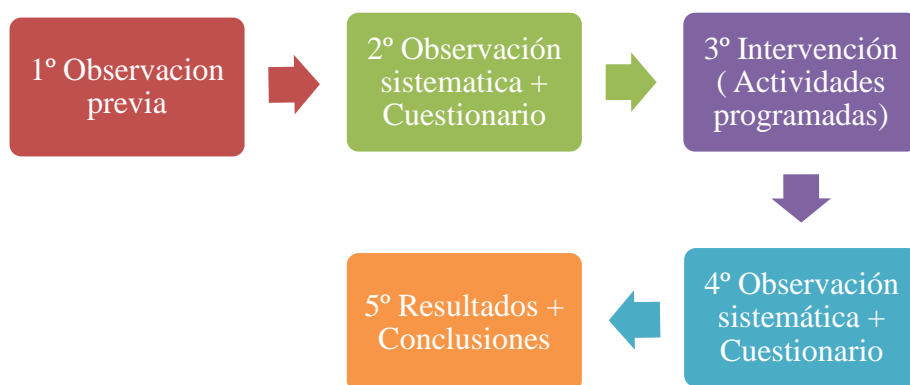 1º Observacion
previa
2º Observación
sistematica +
Cuestionario
3º Intervención
( Actividades
programadas)
4º Observación
sistemática +
Cuestionario
5º Resultados +
Conclusiones